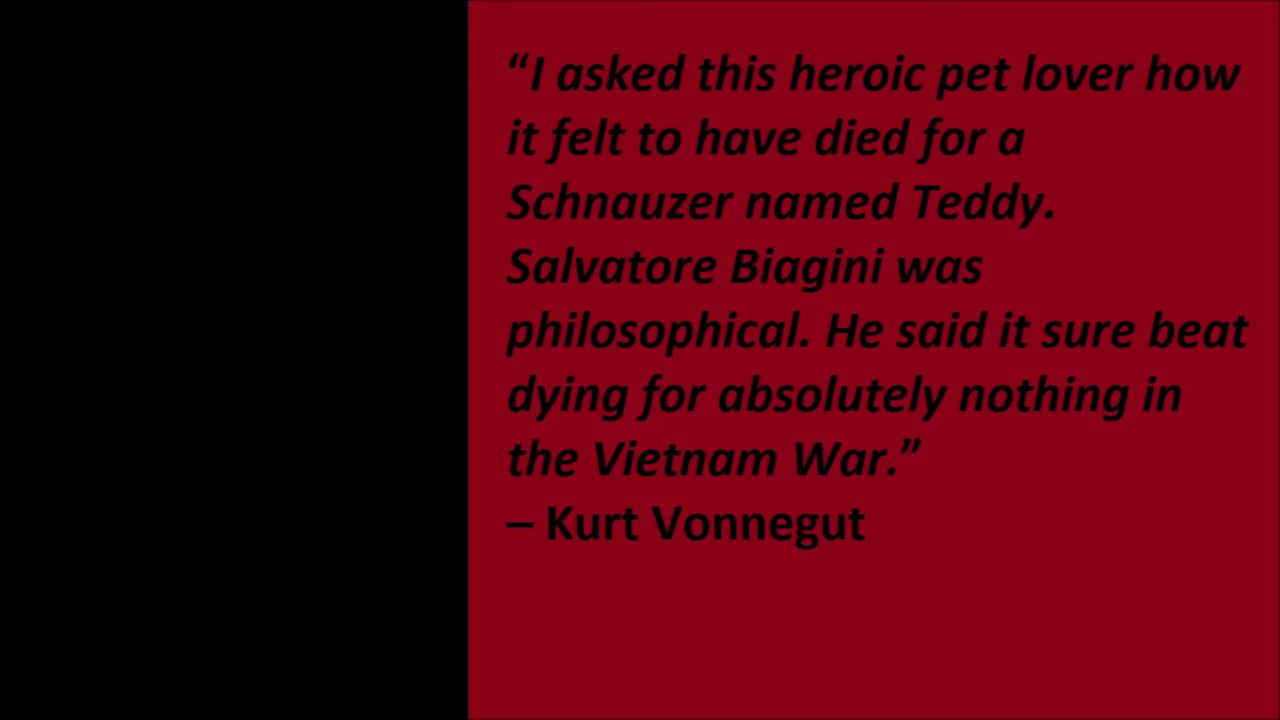 “I asked this heroic pet lover how
it felt to have died for a
Schnauzer named Teddy.
Salvatore Biagini was
philosophical. He said it sure beat
dying for absolutely nothing in
the Vietnam War.”
– Kurt Vonnegut